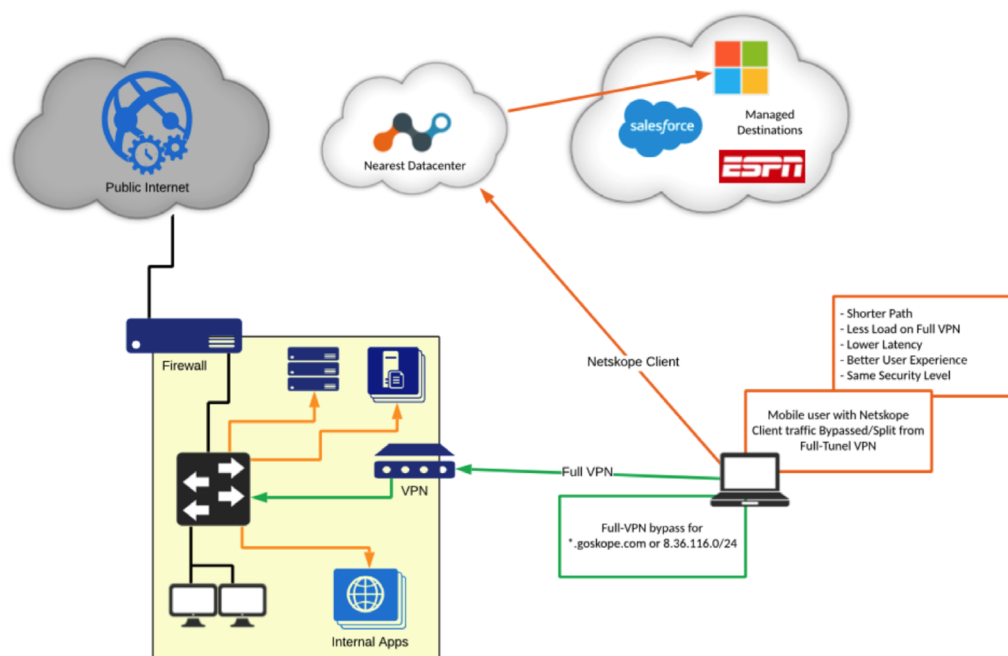 Public Internet
Nearest Datacenter
salesforce
Managed
Destinations
ESPN
Netskope Client
- Shorter Path
- Less Load on Full VPN
- Lower Latency
- Better User Experience
- Same Security Level
Mobile user with Netskope
Client traffic Bypassed/Split from
Full-Tunel VPN
Firewall
Full VPN
VPN
Full-VPN bypass for
*.goskope.com or 8.36.116.0/24
Internal Apps